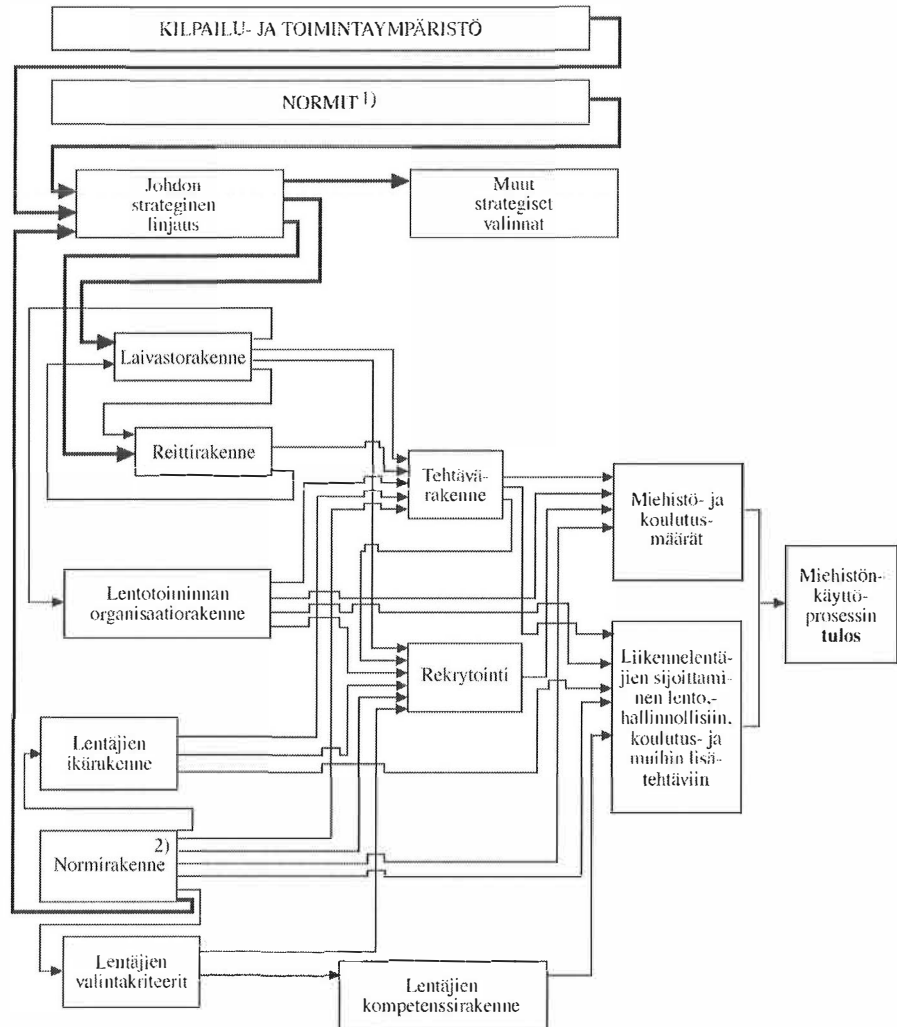 KILPAILU- JA TOIMINTAYMPÄRISTÖ
NORMIT 1)
Johdon
strateginen
linjaus
Muut
strategiset
valinnat
Laivastorakenne
Reittirakenne
Tehtävä-
rakenne
Miehistö- ja
koulutus-
määrät
Lentotoiminnan
organisaatiorakenne
Miehistön-
käyttö-
prosessin
tulos
Rekrytointi
Liikennelentä-
jien sijoittami-
nen lento,-
hallinnollisiin,
koulutus- ja
muihin lisä-
tehtäviin
Lentäjien
ikärakenne
2)
Normirakenne
Lentäjien
valintakriteerit
Lentäjien
kompetenssirakenne